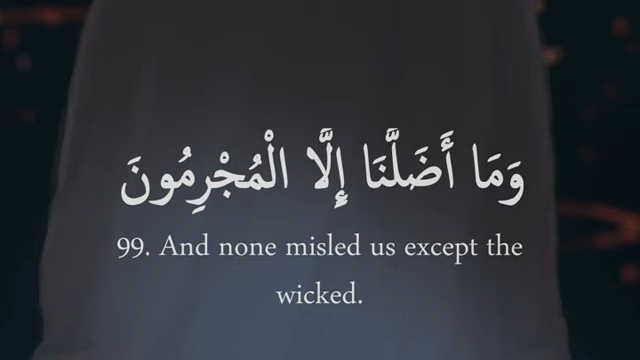 وَمَا أَضَلَّنَا إِلَّا الْمُجْرِمُونَ
99. And none misled us except the
wicked.